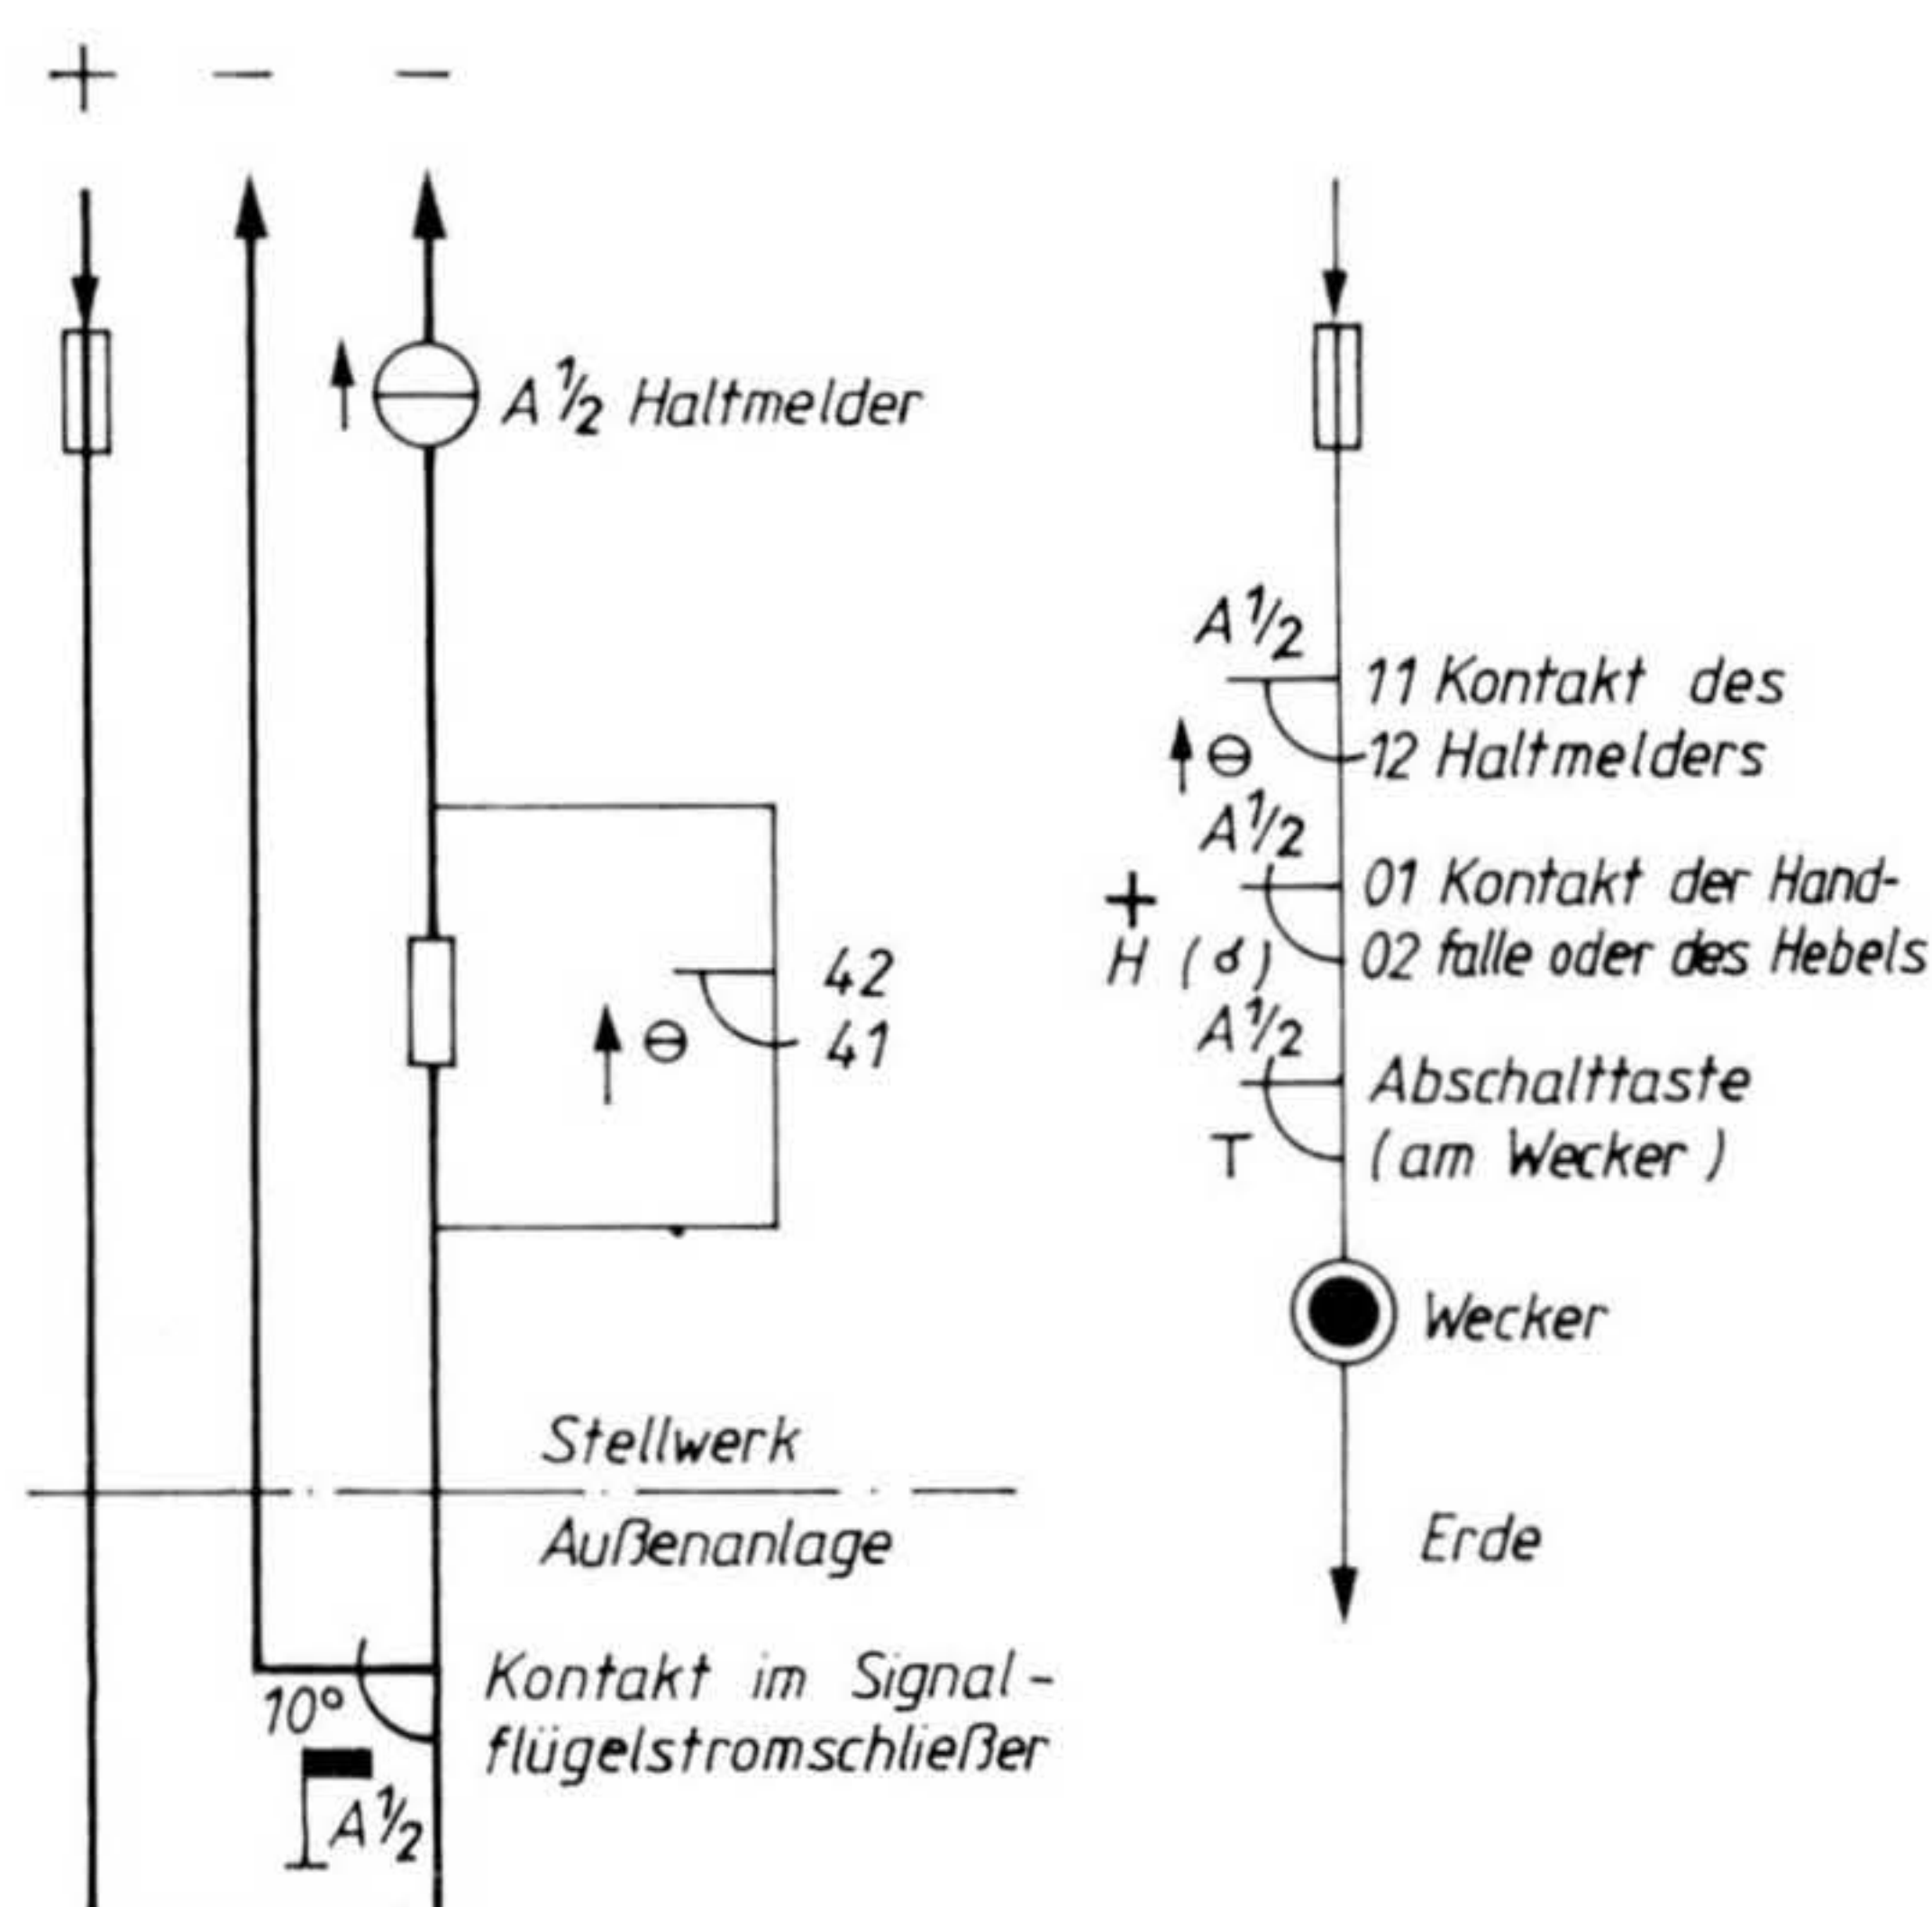 + − −
A 1/2 Haltmelder
42
41
Stellwerk
Außenanlage
Kontakt im Signal-
flügelstromschließer
10°
A 1/2
A 1/2
11 Kontakt des
12 Haltmelders
A 1/2
+
01 Kontakt der Hand-
H ( ) 02 falle oder des Hebels
A 1/2
Abschalttaste
T (am Wecker)
Wecker
Erde